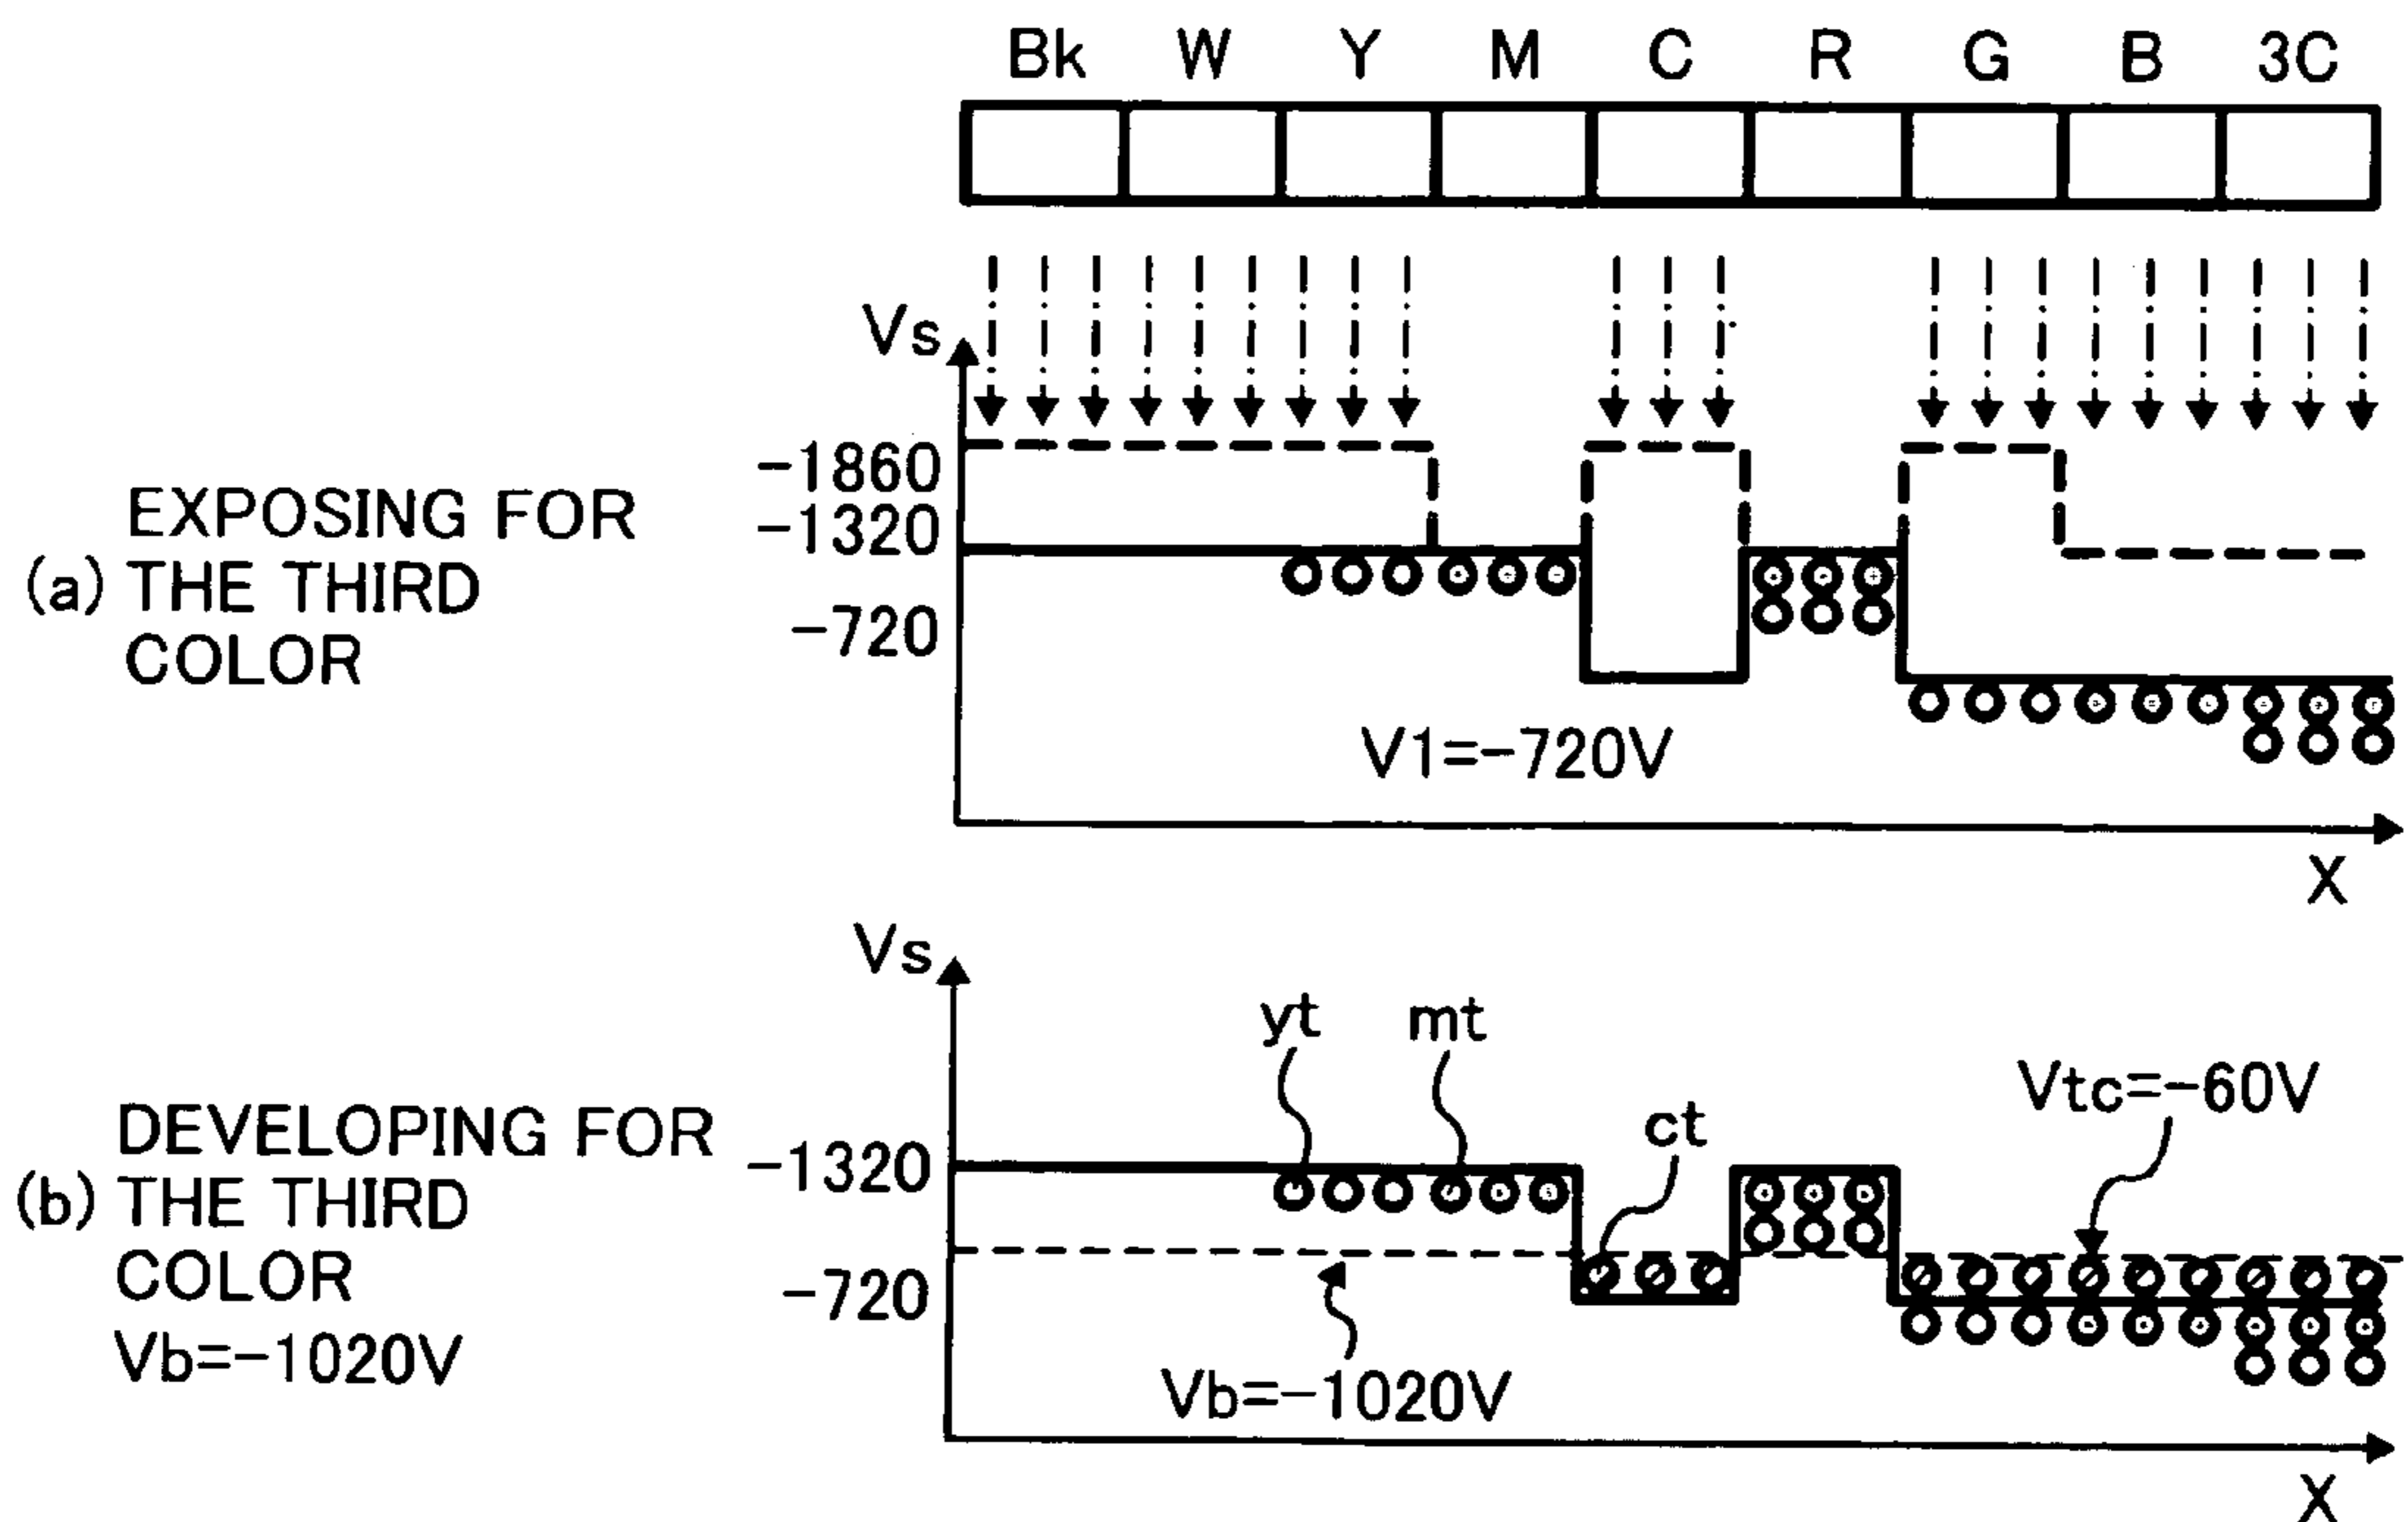 Bk W Y M C R G B 3C
Vs
-1860
-1320
-720
(a) EXPOSING FOR
THE THIRD
COLOR
V1=-720V
X
Vs
yt mt
ct
Vtc=-60V
-1320
-720
(b) DEVELOPING FOR
THE THIRD
COLOR
Vb=-1020V
Vb=-1020V
X